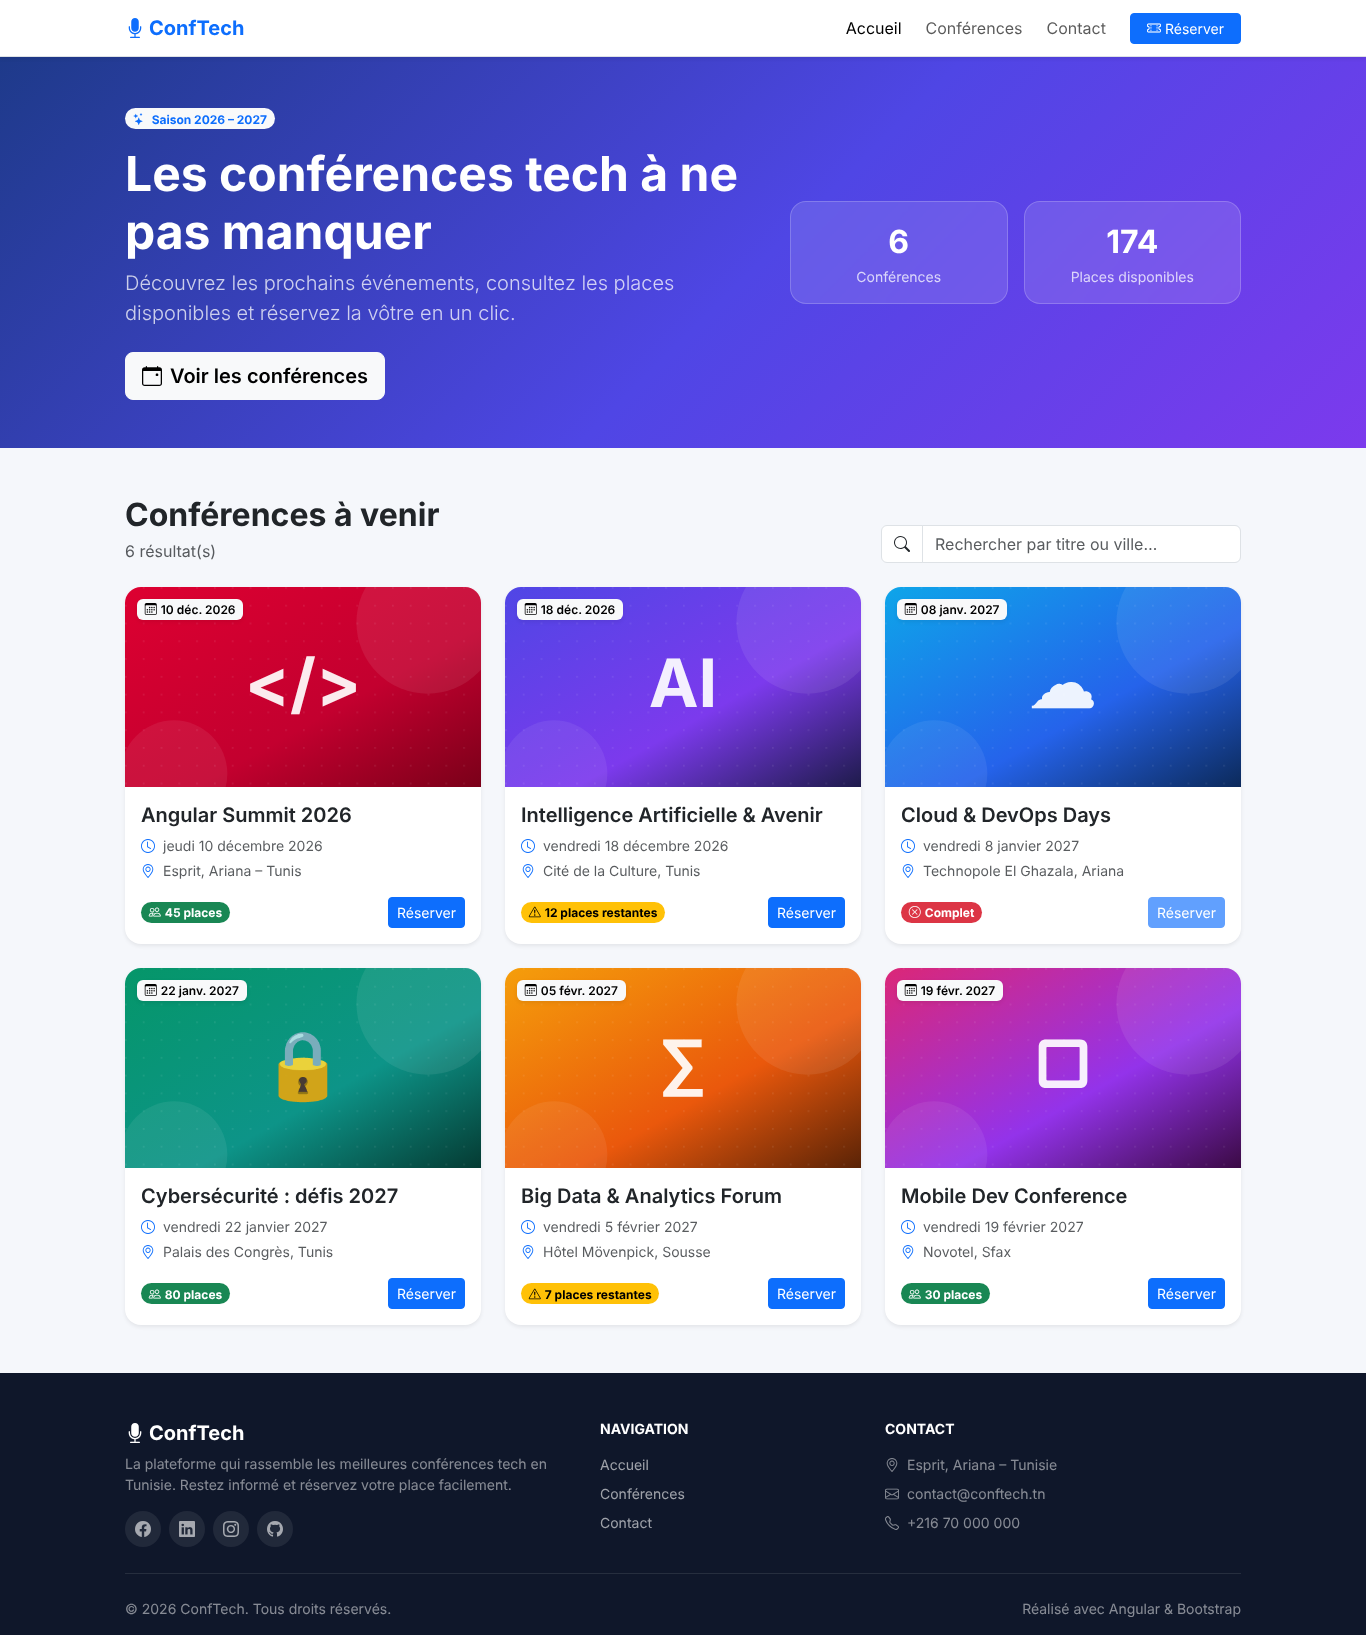 ConfTech
Accueil
Conférences
Contact
Réserver
Saison 2026 – 2027
Les conférences tech à ne
pas manquer
Découvrez les prochains événements, consultez les places
disponibles et réservez la vôtre en un clic.
Voir les conférences
6
Conférences
174
Places disponibles
Conférences à venir
6 résultat(s)
Rechercher par titre ou ville...
10 déc. 2026
</>
Angular Summit 2026
jeudi 10 décembre 2026
Esprit, Ariana – Tunis
45 places
Réserver
18 déc. 2026
AI
Intelligence Artificielle & Avenir
vendredi 18 décembre 2026
Cité de la Culture, Tunis
12 places restantes
Réserver
08 janv. 2027
Cloud & DevOps Days
vendredi 8 janvier 2027
Technopole El Ghazala, Ariana
Complet
Réserver
22 janv. 2027
Cybersécurité : défis 2027
vendredi 22 janvier 2027
Palais des Congrès, Tunis
80 places
Réserver
05 févr. 2027
∑
Big Data & Analytics Forum
vendredi 5 février 2027
Hôtel Mövenpick, Sousse
7 places restantes
Réserver
19 févr. 2027
Mobile Dev Conference
vendredi 19 février 2027
Novotel, Sfax
30 places
Réserver
ConfTech
La plateforme qui rassemble les meilleures conférences tech en
Tunisie. Restez informé et réservez votre place facilement.
NAVIGATION
Accueil
Conférences
Contact
CONTACT
Esprit, Ariana – Tunisie
contact@conftech.tn
+216 70 000 000
© 2026 ConfTech. Tous droits réservés.
Réalisé avec Angular & Bootstrap